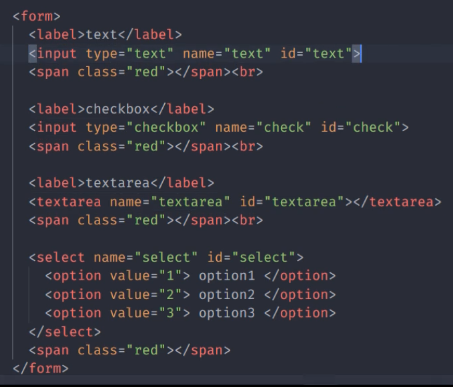 <form>
<label>text</label>
<input type="text" name="text" id="text">
<span class="red"></span><br>
<label>checkbox</label>
<input type="checkbox" name="check" id="check">
<span class="red"></span><br>
<label>textarea</label>
<textarea name="textarea" id="textarea"></textarea>
<span class="red"></span><br>
<select name="select" id="select">
<option value="1"> option1 </option>
<option value="2"> option2 </option>
<option value="3"> option3 </option>
</select>
<span class="red"></span>
</form>